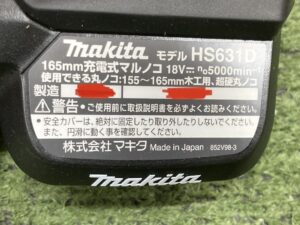 makita モデル HS631D
165mm充電式マルノコ 18V⎓ n₀5000min⁻¹
使用できる丸ノコ:155~165mm木工用、超硬丸ノコ
製造 製番
⚠警告 •ご使用前に取扱説明書を必ずよくお読みください。
•安全カバーは、絶対に固定したり取り外したりしないでください。
また、円滑に動く事を確認してください。
株式会社マキタ Made in Japan 852V98-3
makita